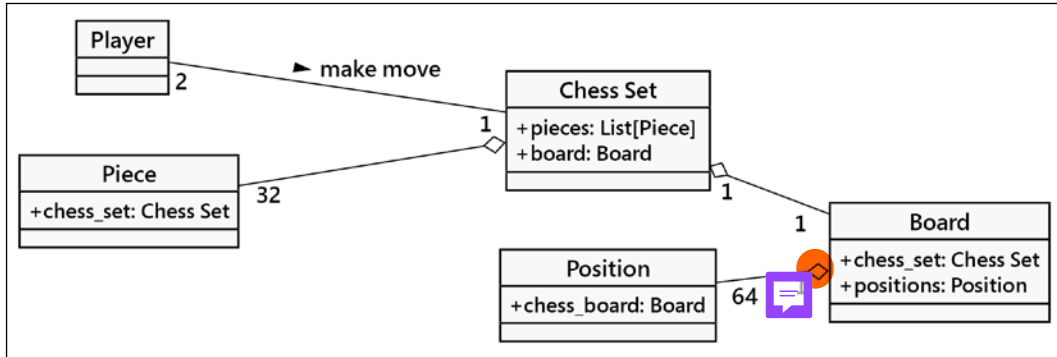 Player
2
make move
Chess Set
+pieces: List[Piece]
+board: Board
1
Piece
+chess_set: Chess Set
32
1
1
Board
+chess_set: Chess Set
+positions: Position
Position
+chess_board: Board
64